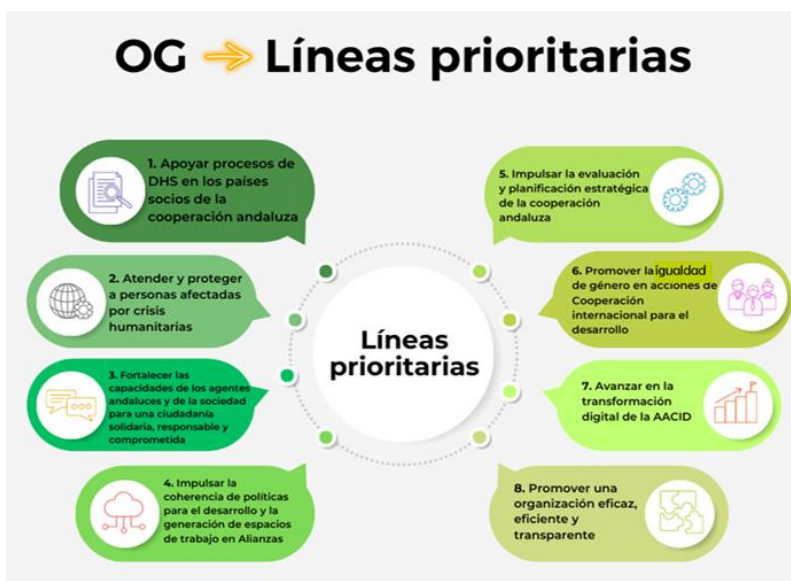 OG → Líneas prioritarias
1. Apoyar procesos de
DHS en los países
socios de la
cooperación andaluza
2. Atender y proteger
a personas afectadas
por crisis
humanitarias
3. Fortalecer las
capacidades de los agentes
andaluces y de la sociedad
para una ciudadanía
solidaria, responsable y
comprometida
4. Impulsar la
coherencia de políticas
para el desarrollo y la
generación de espacios
de trabajo en Alianzas
Líneas
prioritarias
5. Impulsar la evaluación
y planificación estratégica
de la cooperación
andaluza
6. Promover la igualdad
de género en acciones de
Cooperación
internacional para el
desarrollo
7. Avanzar en la
transformación
digital de la AACID
8. Promover una
organización eficaz,
eficiente y
transparente